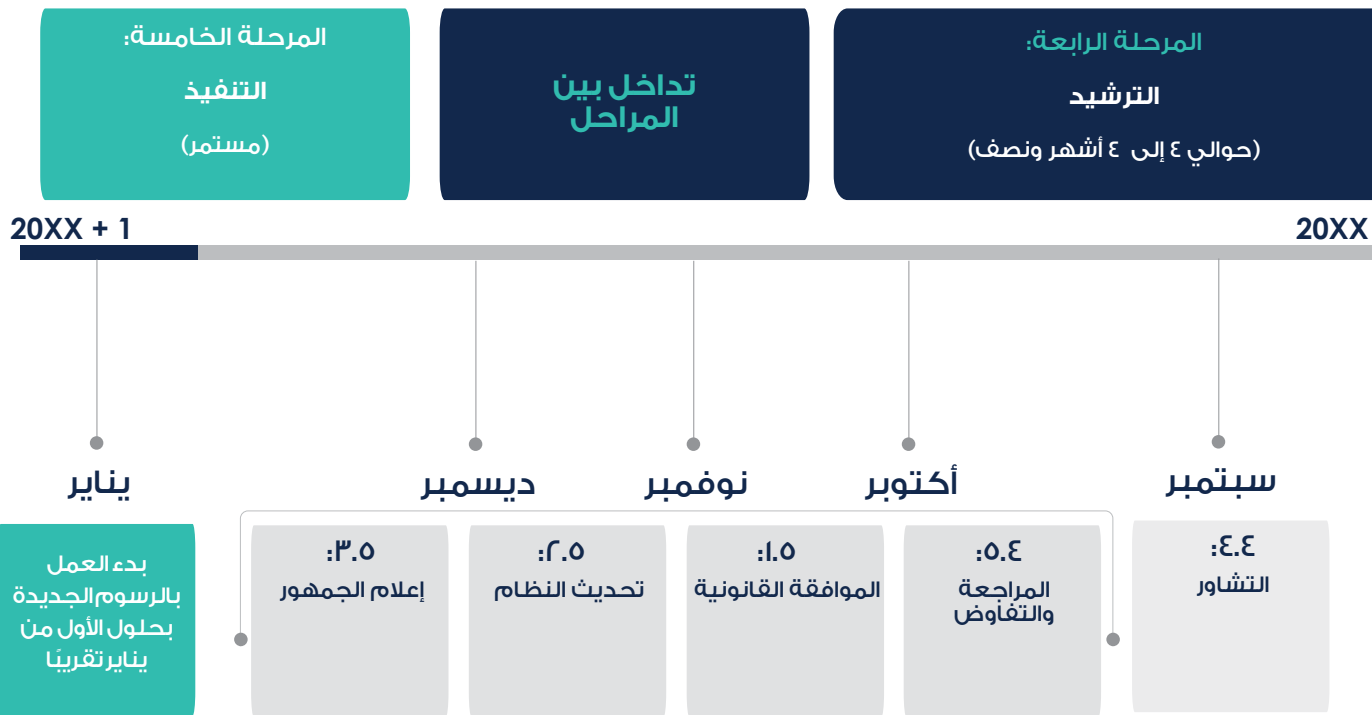 المرحلة الرابعة:
الترشيد
(حوالي ٤ إلى ٤ أشهر ونصف)
تداخل بين
المراحل
المرحلة الخامسة:
التنفيذ
(مستمر)
20XX
20XX + 1
سبتمبر
أكتوبر
نوفمبر
ديسمبر
يناير
٤.٤:
التشاور
٥.٤:
المراجعة
والتفاوض
١.٥:
الموافقة القانونية
٢.٥:
تحديث النظام
٣.٥:
إعلام الجمهور
بدء العمل
بالرسوم الجديدة
بحلول الأول من
يناير تقريبًا